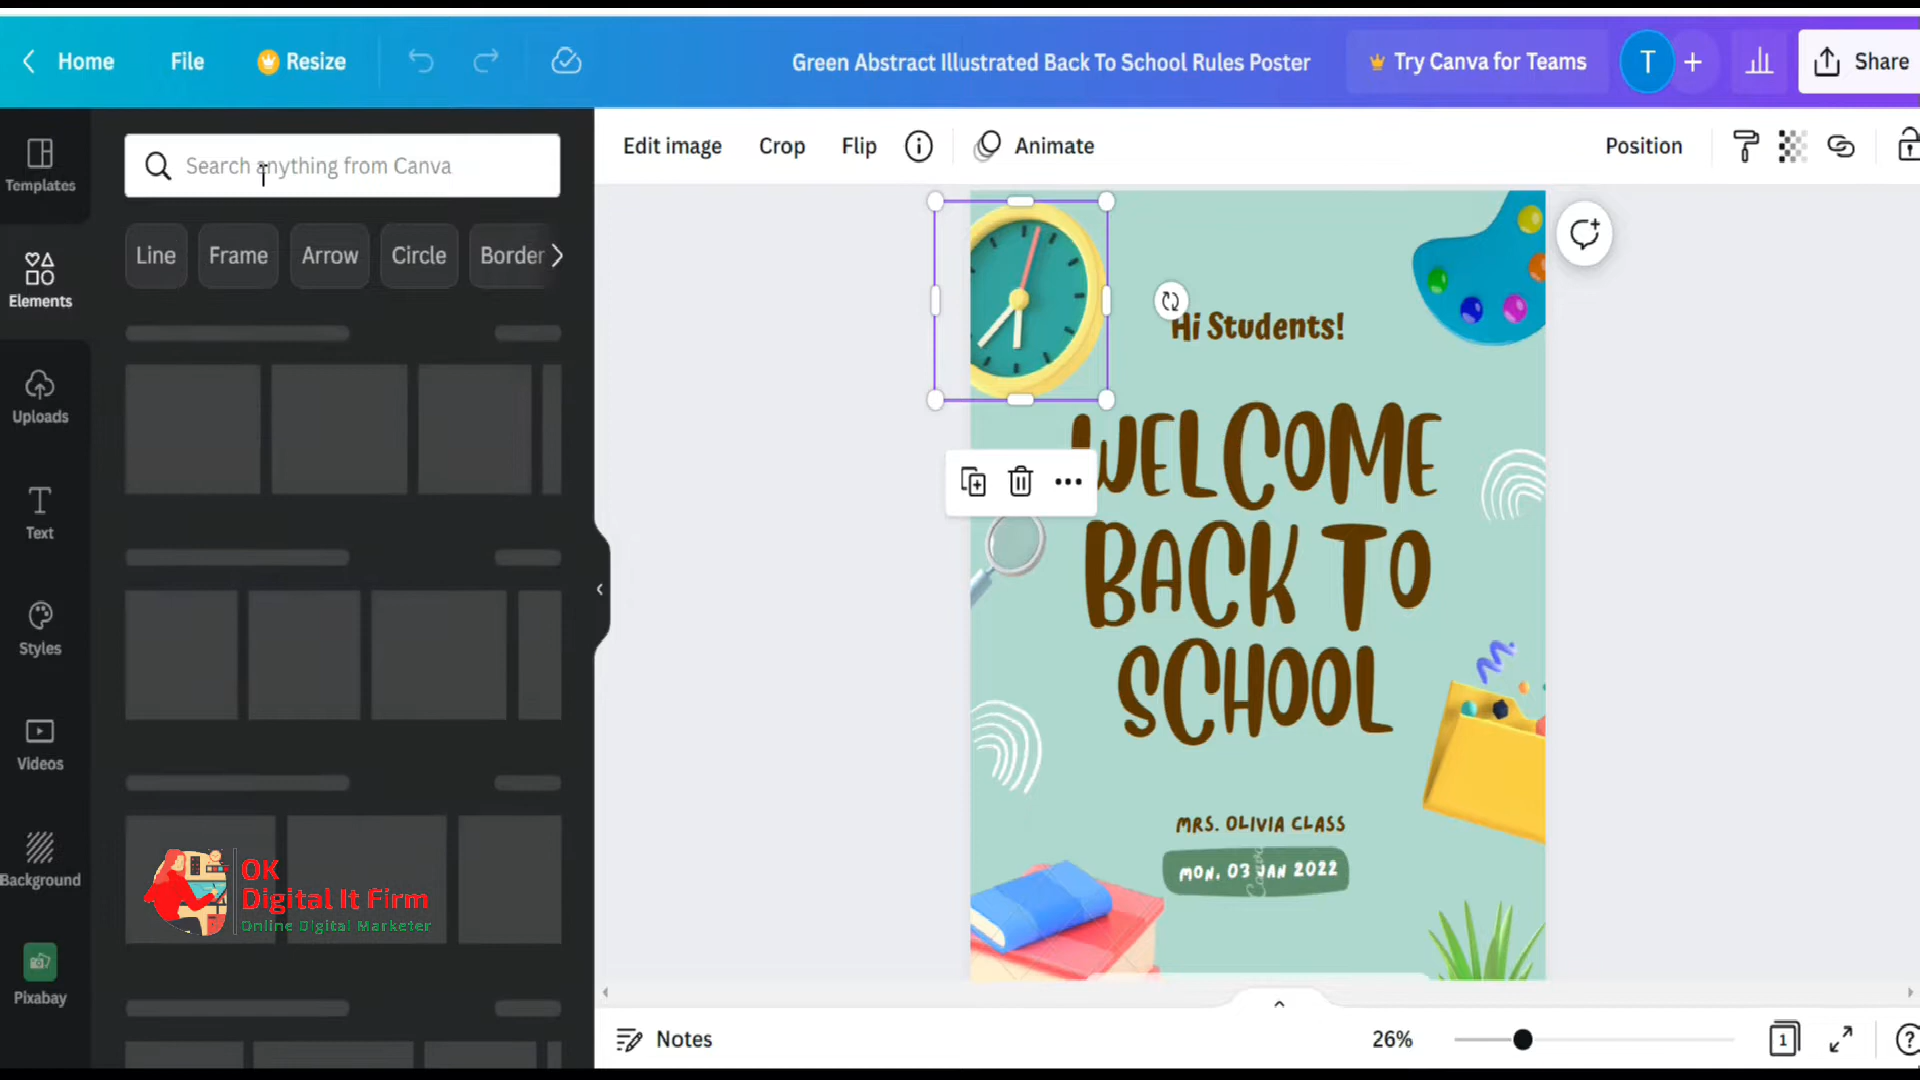 Home
File
Resize
Green Abstract Illustrated Back To School Rules Poster
Try Canva for Teams
T
Share
Templates
Elements
Uploads
Text
Styles
Videos
Background
Pixabay
Search anything from Canva
Line
Frame
Arrow
Circle
Border
OK
Digital It Firm
Online Digital Marketer
Edit image
Crop
Flip
Animate
Position
Hi Students!
WELCOME
BACK TO
SCHOOL
MRS. OLIVIA CLASS
MON, 03 JAN 2022
Canva
Notes
26%
1